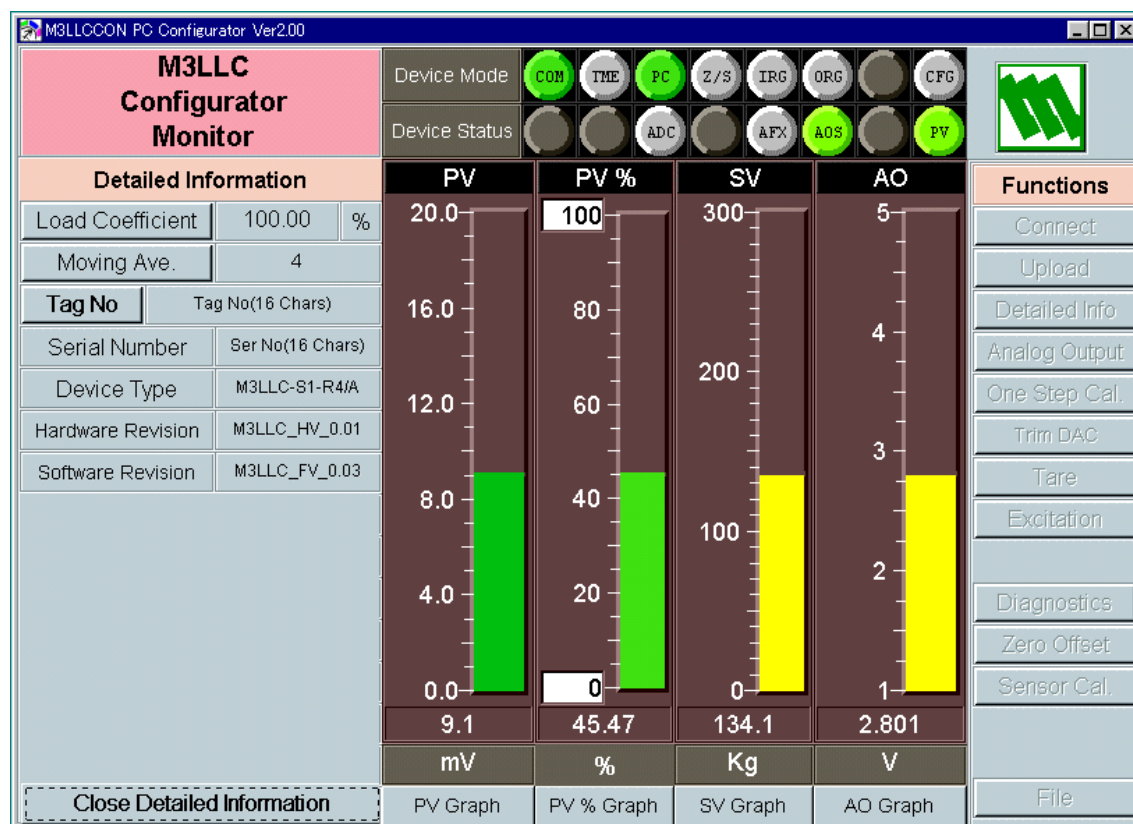 M3LLCCON PC Configurator Ver2.00
M3LLC
Configurator
Monitor
Device Mode COM TME PC Z/S IRG ORG CFG
Device Status ADC AFX AOS PV
Detailed Information
Load Coefficient 100.00 %
Moving Ave. 4
Tag No Tag No(16 Chars)
Serial Number Ser No(16 Chars)
Device Type M3LLC-S1-R4/A
Hardware Revision M3LLC_HV_0.01
Software Revision M3LLC_FV_0.03
Close Detailed Information
PV
20.0
16.0
12.0
8.0
4.0
0.0
9.1
mV
PV Graph
PV %
100
80
60
40
20
0
45.47
%
PV % Graph
SV
300
200
100
0
134.1
Kg
SV Graph
AO
5
4
3
2
1
2.801
V
AO Graph
Functions
Connect
Upload
Detailed Info
Analog Output
One Step Cal.
Trim DAC
Tare
Excitation
Diagnostics
Zero Offset
Sensor Cal.
File